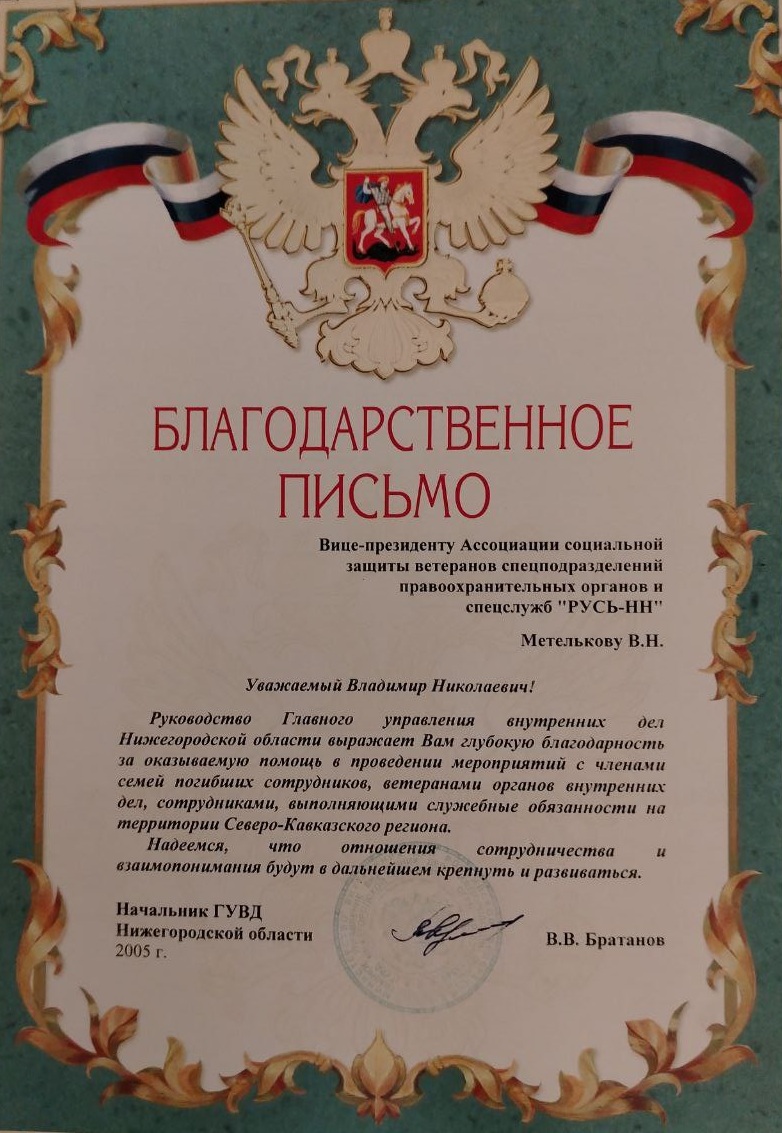 БЛАГОДАРСТВЕННОЕ
ПИСЬМО
Вице-президенту Ассоциации социальной
защиты ветеранов спецподразделений
правоохранительных органов и
спецслужб "РУСЬ-НН"
Метелькову В.Н.
Уважаемый Владимир Николаевич!
Руководство Главного управления внутренних дел
Нижегородской области выражает Вам глубокую благодарность
за оказываемую помощь в проведении мероприятий с членами
семей погибших сотрудников, ветеранами органов внутренних
дел, сотрудниками, выполняющими служебные обязанности на
территории Северо-Кавказского региона.
Надеемся, что отношения сотрудничества и
взаимопонимания будут в дальнейшем крепнуть и развиваться.
Начальник ГУВД
Нижегородской области
2005 г.
В.В. Братанов